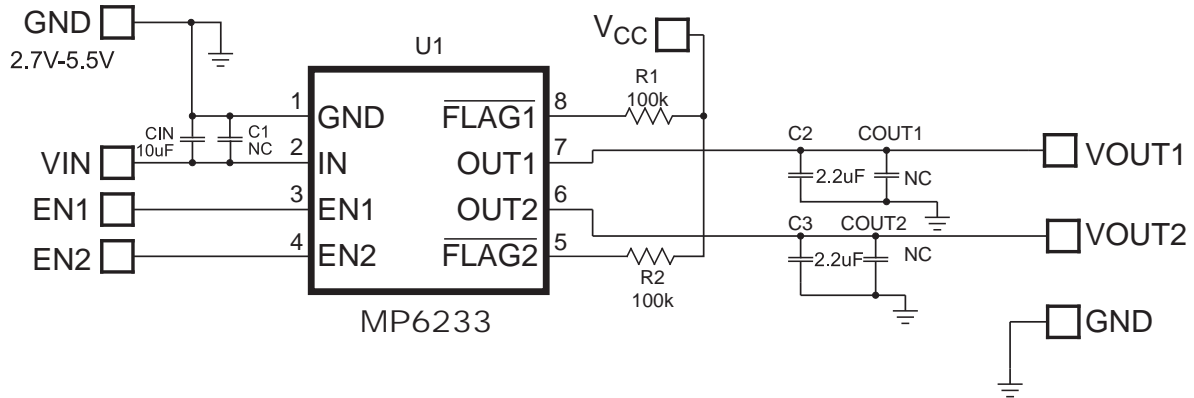 GND
2.7V-5.5V
VCC
U1
R1
100k
1
GND
FLAG1
8
CIN
10uF
C1
NC
VIN
2
IN
OUT1
7
C2
COUT1
2.2uF
NC
VOUT1
EN1
3
EN1
OUT2
6
C3
COUT2
2.2uF
NC
VOUT2
EN2
4
EN2
FLAG2
5
R2
100k
MP6233
GND